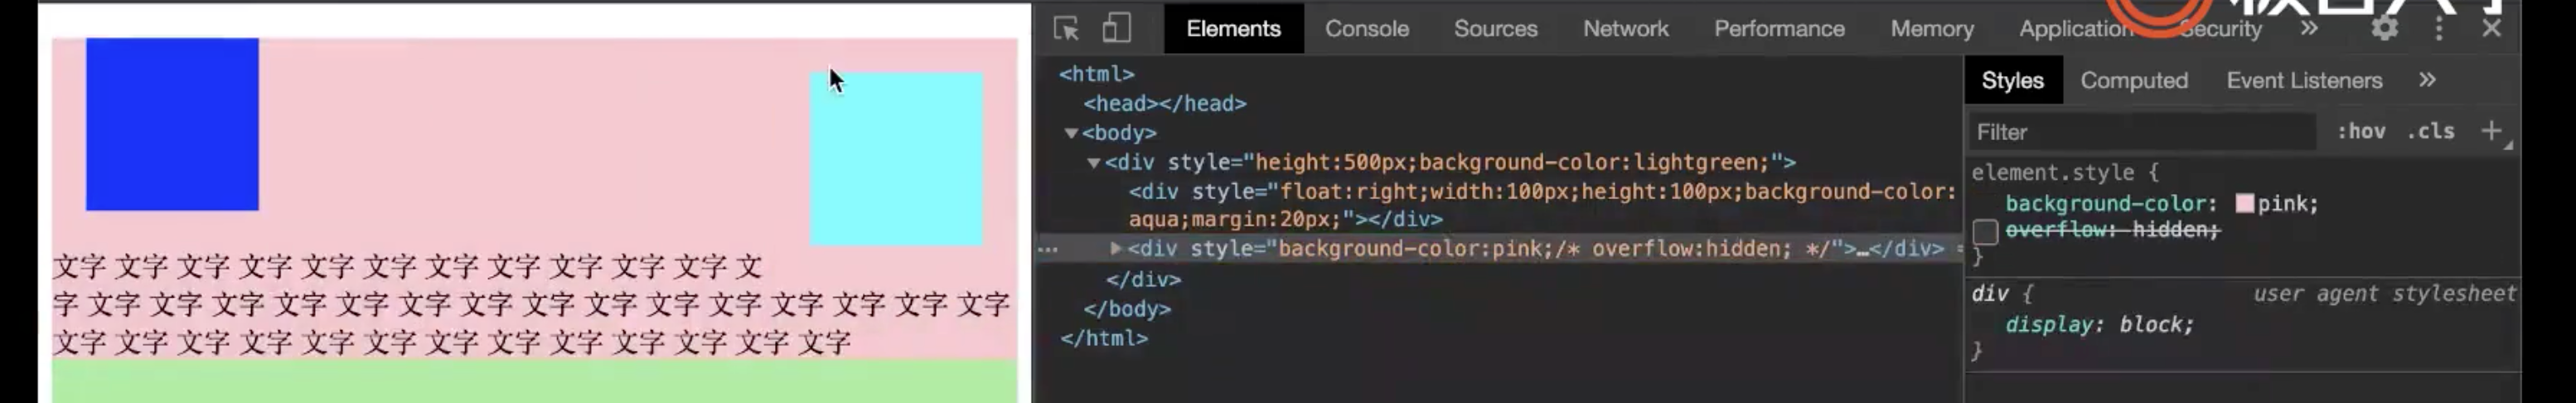 文字 文字 文字 文字 文字 文字 文字 文字 文字 文字 文字 文
字 文字 文字 文字 文字 文字 文字 文字 文字 文字 文字 文字 文字 文字 文字 文字
文字 文字 文字 文字 文字 文字 文字 文字 文字 文字 文字 文字 文字
Elements Console Sources Network Performance Memory Application Security »
<html>
<head></head>
<body>
<div style="height:500px;background-color:lightgreen;">
<div style="float:right;width:100px;height:100px;background-color:
aqua;margin:20px;"></div>
<div style="background-color:pink;/* overflow:hidden; */">…</div> =
</div>
</body>
</html>
Styles Computed Event Listeners »
Filter :hov .cls +
element.style {
background-color: pink;
overflow: hidden;
}
div { user agent stylesheet
display: block;
}